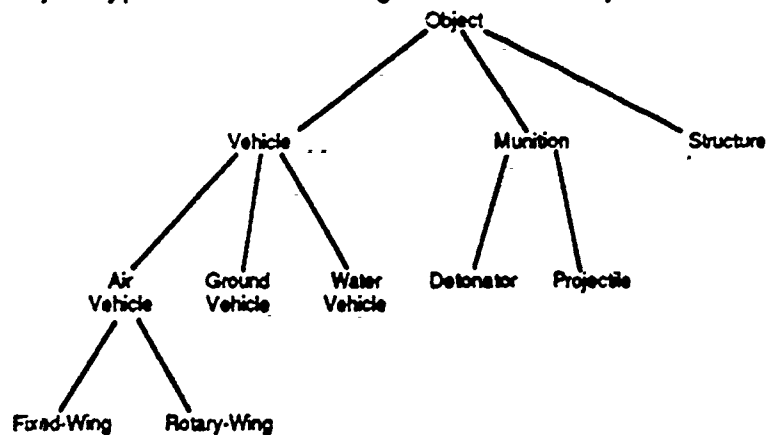 Object
Vehicle Munition Structure
Air Ground Water Detonator Projectile
Vehicle Vehicle Vehicle
Fixed-Wing Rotary-Wing